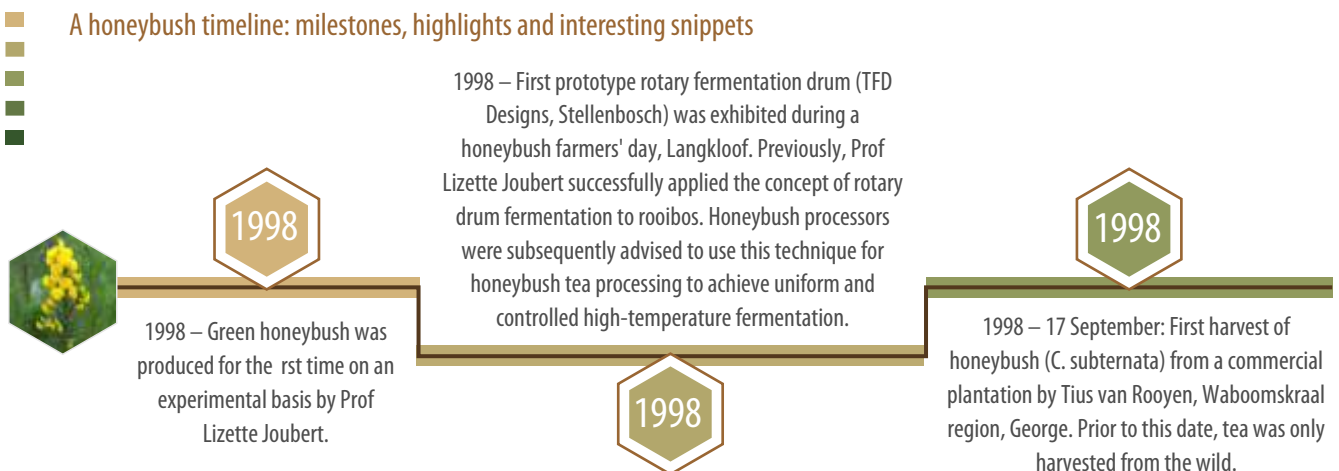 A honeybush timeline: milestones, highlights and interesting snippets
1998
1998 – Green honeybush was
produced for the  rst time on an
experimental basis by Prof
Lizette Joubert.
1998 – First prototype rotary fermentation drum (TFD
Designs, Stellenbosch) was exhibited during a
honeybush farmers' day, Langkloof. Previously, Prof
Lizette Joubert successfully applied the concept of rotary
drum fermentation to rooibos. Honeybush processors
were subsequently advised to use this technique for
honeybush tea processing to achieve uniform and
controlled high-temperature fermentation.
1998
1998
1998 – 17 September: First harvest of
honeybush (C. subternata) from a commercial
plantation by Tius van Rooyen, Waboomskraal
region, George. Prior to this date, tea was only
harvested from the wild.